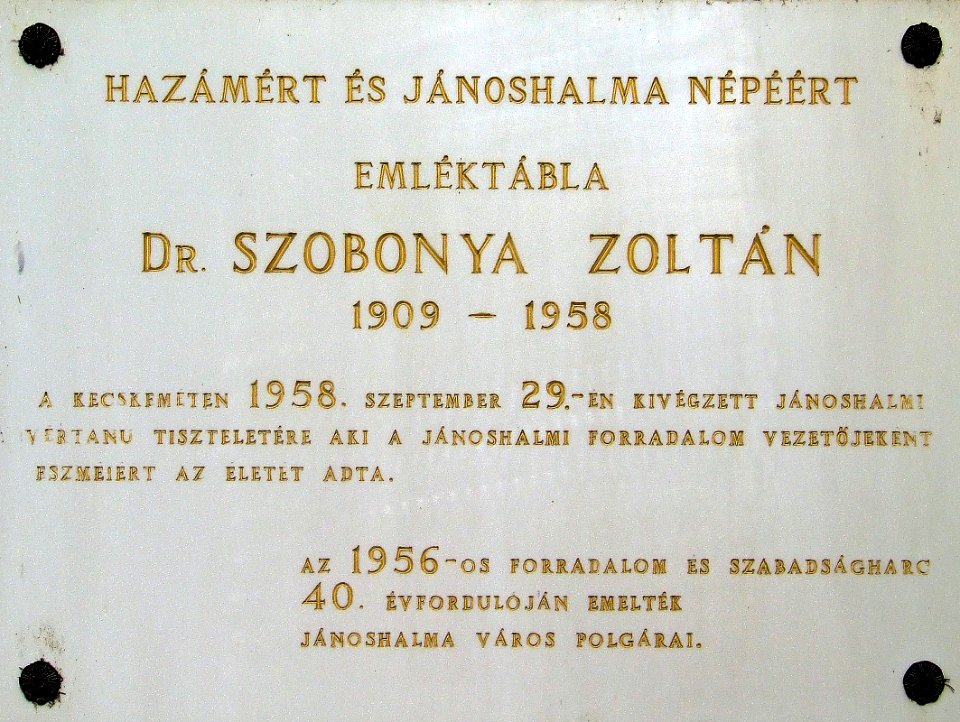 HAZÁMÉRT ÉS JÁNOSHALMA NÉPÉÉRT
EMLÉKTÁBLA
DR. SZOBONYA ZOLTÁN
1909 – 1958
A KECSKEMÉTEN 1958. SZEPTEMBER 29.-ÉN KIVÉGZETT JÁNOSHALMI
VÉRTANÚ TISZTELETÉRE AKI A JÁNOSHALMI FORRADALOM VEZETŐJEKÉNT
ESZMÉIÉRT AZ ÉLETÉT ADTA.
AZ 1956-OS FORRADALOM ÉS SZABADSÁGHARC
40. ÉVFORDULÓJÁN EMELTÉK
JÁNOSHALMA VÁROS POLGÁRAI.